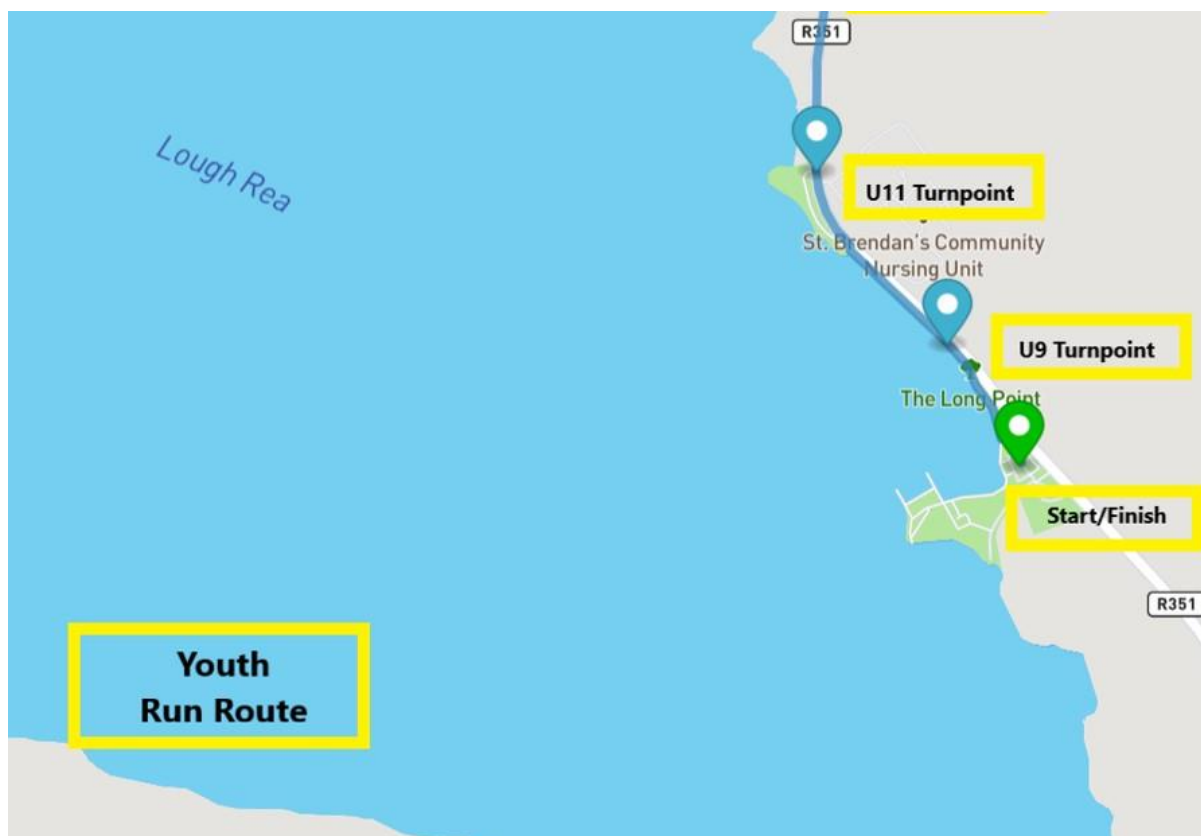 R351
Lough Rea
U11 Turnpoint
St. Brendan's Community
Nursing Unit
U9 Turnpoint
The Long Point
Start/Finish
R351
Youth
Run Route